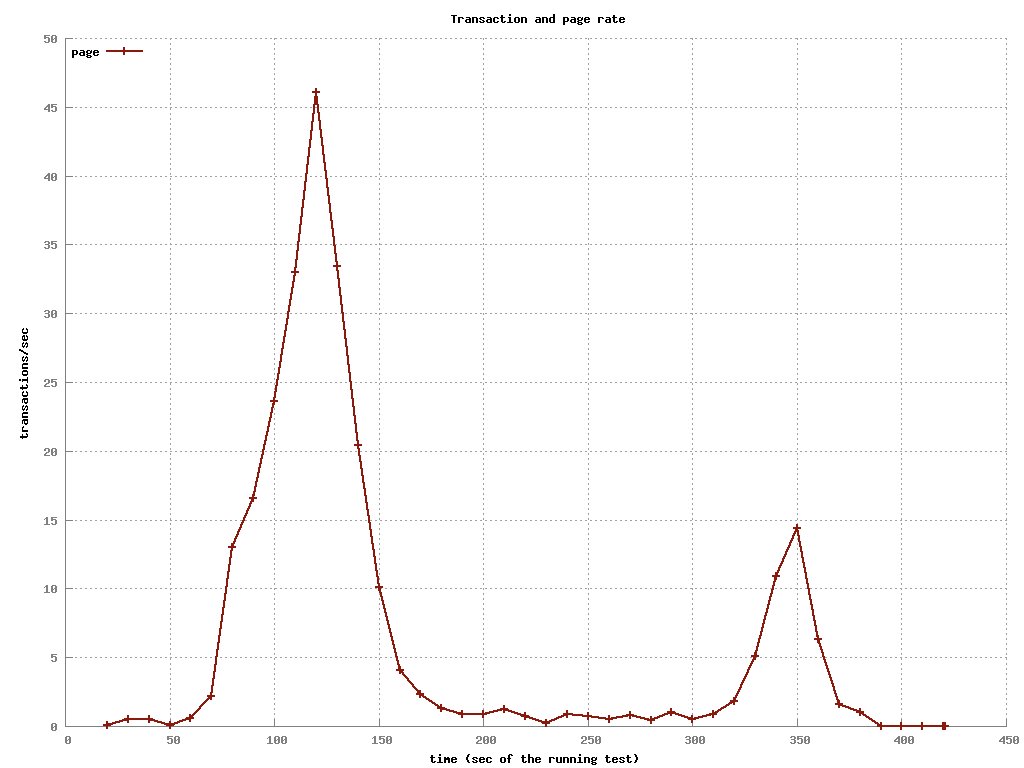 Transaction and page rate
page
50
45
40
35
30
25
20
15
10
5
0
transactions/sec
0 50 100 150 200 250 300 350 400 450
time (sec of the running test)